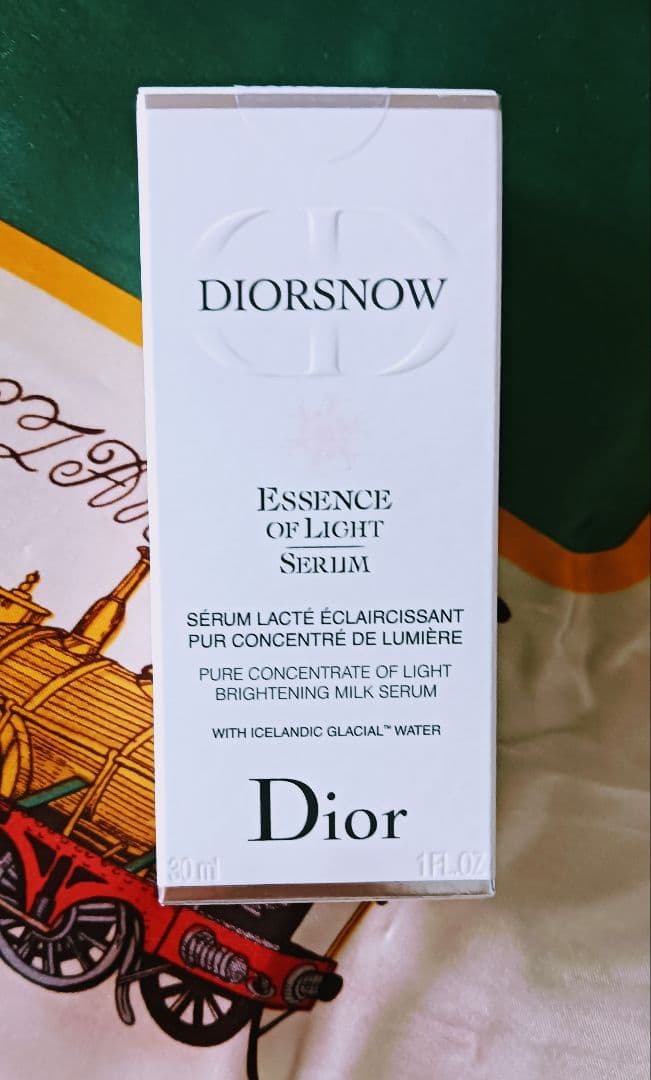 DIORSNOW
ESSENCE
OF LIGHT
SERUM
SÉRUM LACTÉ ÉCLAIRCISSANT
PUR CONCENTRÉ DE LUMIÈRE
PURE CONCENTRATE OF LIGHT
BRIGHTENING MILK SERUM
WITH ICELANDIC GLACIAL™ WATER
Dior
30 ml 1 FL.OZ